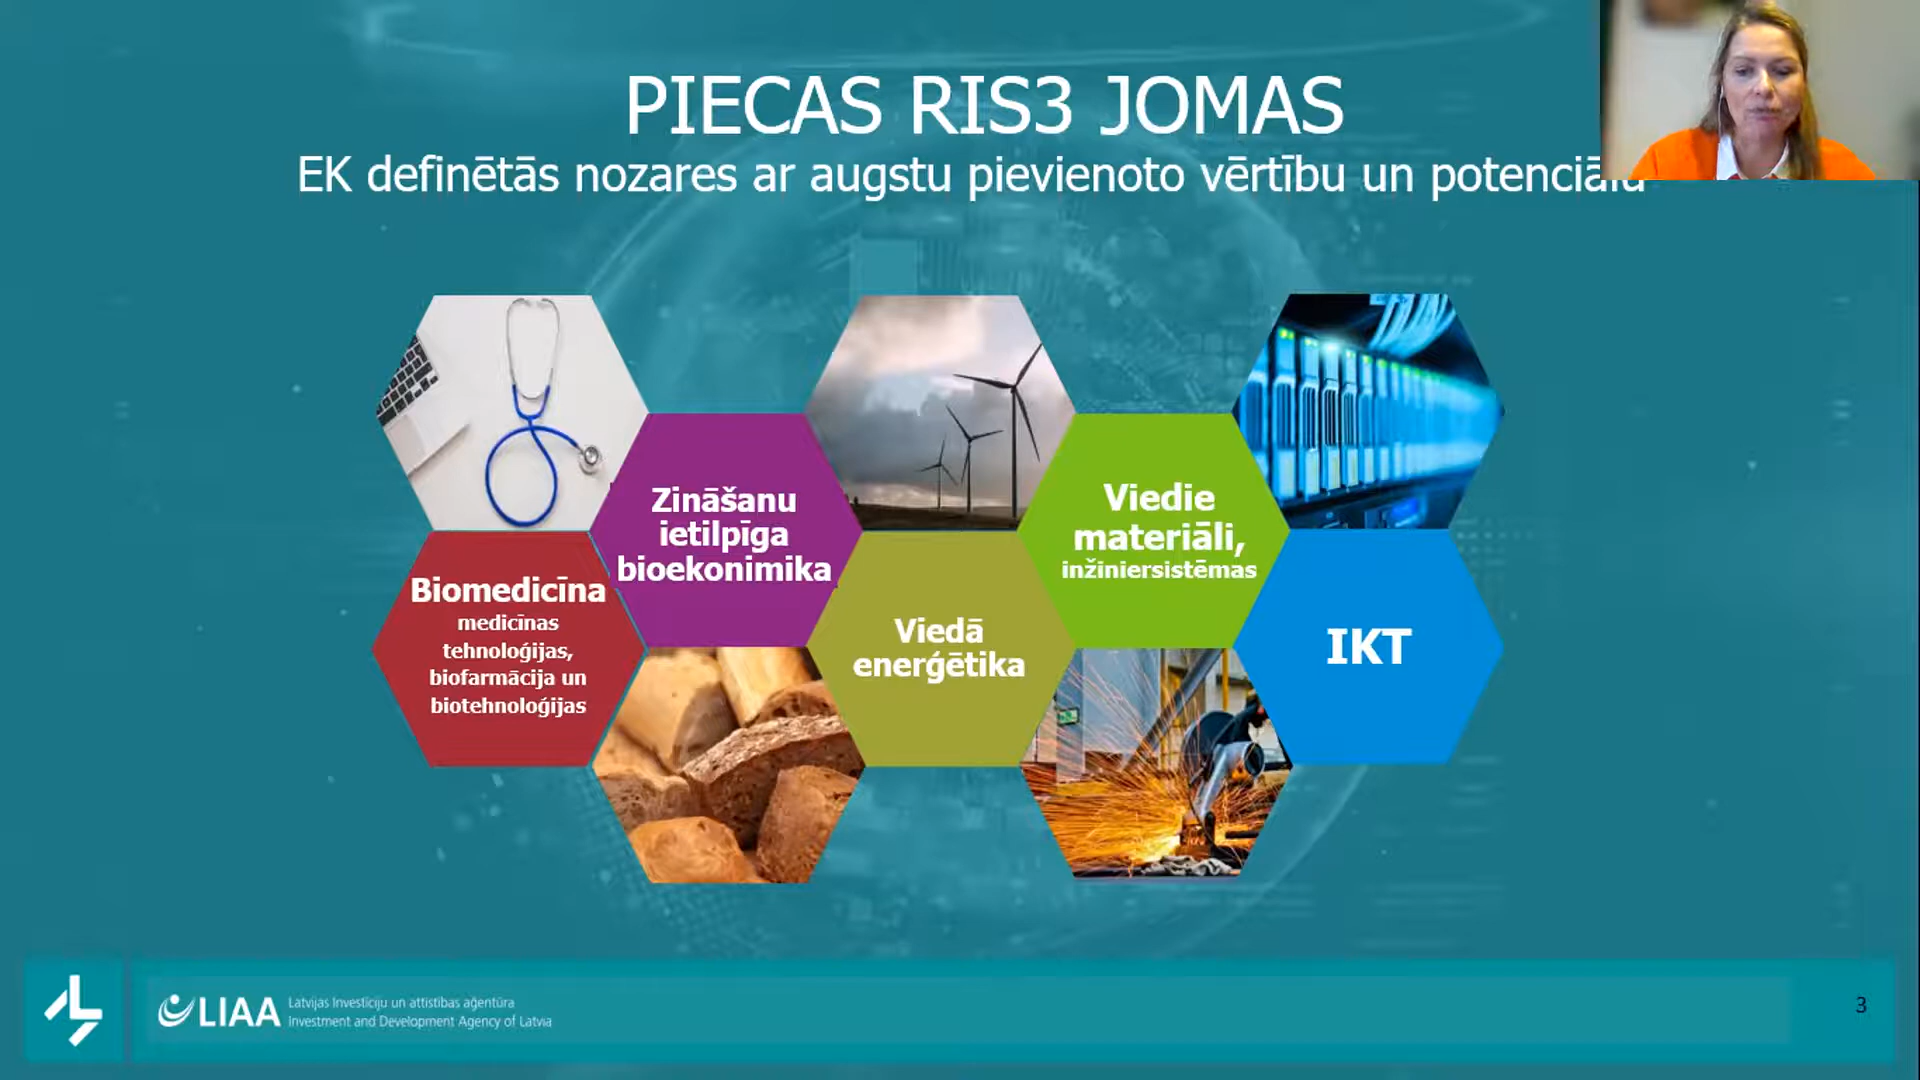 PIECAS RIS3 JOMAS
EK definētās nozares ar augstu pievienoto vērtību un potenciālu
Zināšanu
ietilpīga
bioekonimika
Viedie
materiāli,
inžiniersistēmas
Biomedicīna
medicīnas
tehnoloģijas,
biofarmācija un
biotehnoloģijas
Viedā
enerģētika
IKT
LIAA
Latvijas Investīciju un attīstības aģentūra
Investment and Development Agency of Latvia
3